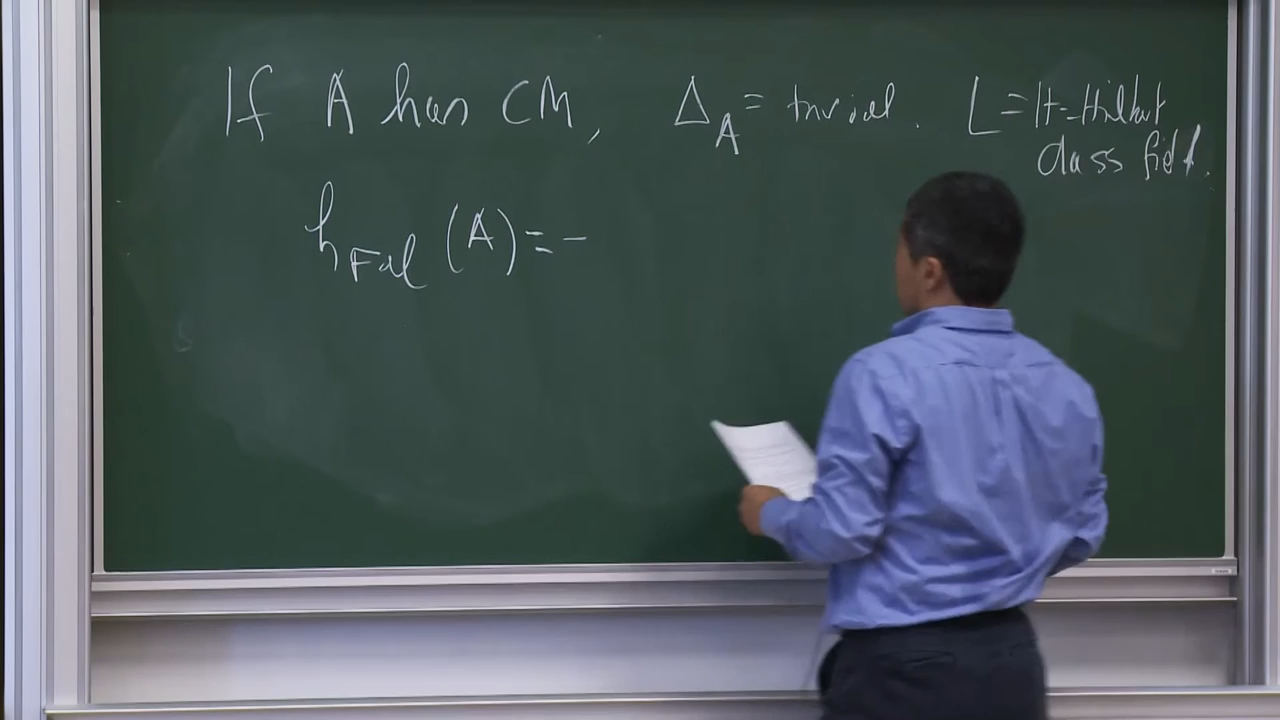 If A has CM, Δ_A = trivial. L = H = Hilbert
class field.
h_Fal (A) = -